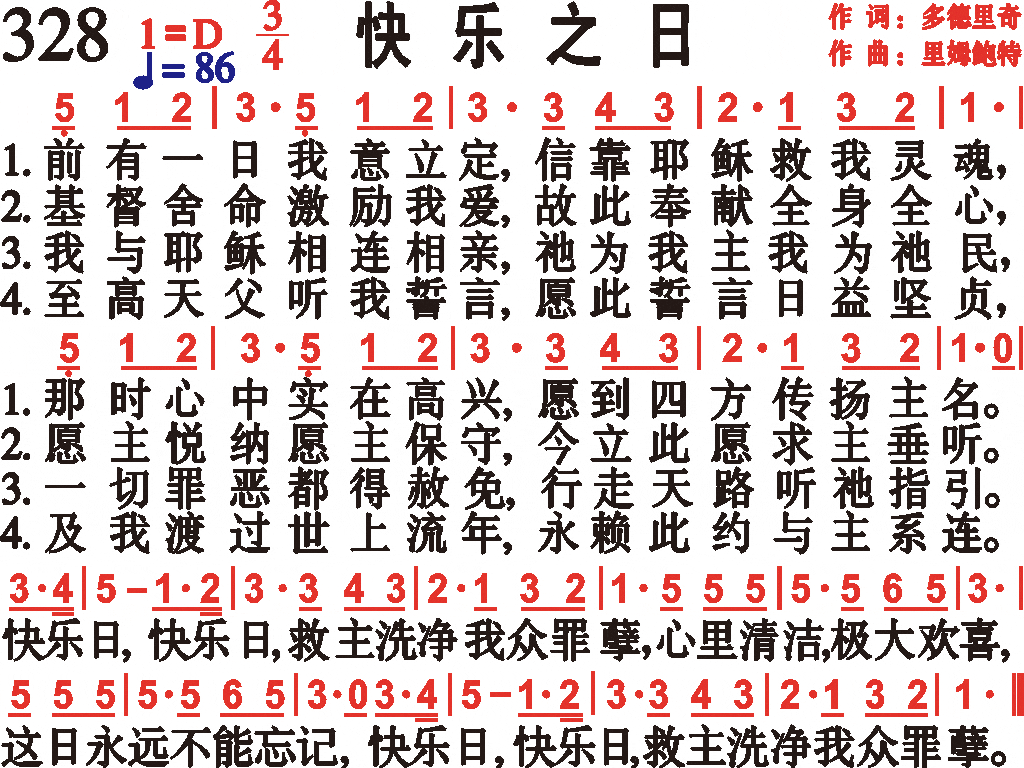 328 1=D 3/4 快乐之日 作词：多德里奇
♩=86 作曲：里姆鲍特
5 1 2 | 3 · 5 1 2 | 3 · 3 4 3 | 2 · 1 3 2 | 1 · |
1. 前有一日我意立定, 信靠耶稣救我灵魂,
2. 基督舍命激励我爱, 故此奉献全身全心,
3. 我与耶稣相连相亲, 祂为我主我为祂民,
4. 至高天父听我誓言, 愿此誓言日益坚贞,
5 1 2 | 3 · 5 1 2 | 3 · 3 4 3 | 2 · 1 3 2 | 1 · 0 |
1. 那时心中实在高兴, 愿到四方传扬主名。
2. 愿主悦纳愿主保守, 今立此愿求主垂听。
3. 一切罪恶都得赦免, 行走天路听祂指引。
4. 及我渡过世上流年, 永赖此约与主系连。
3 · 4 | 5 – 1 · 2 | 3 · 3 4 3 | 2 · 1 3 2 | 1 · 5 5 5 | 5 · 5 6 5 | 3 · |
快乐日, 快乐日, 救主洗净我众罪孽, 心里清洁, 极大欢喜,
5 5 5 | 5 · 5 6 5 | 3 · 0 3 · 4 | 5 – 1 · 2 | 3 · 3 4 3 | 2 · 1 3 2 | 1 · ‖
这日永远不能忘记, 快乐日, 快乐日, 救主洗净我众罪孽。